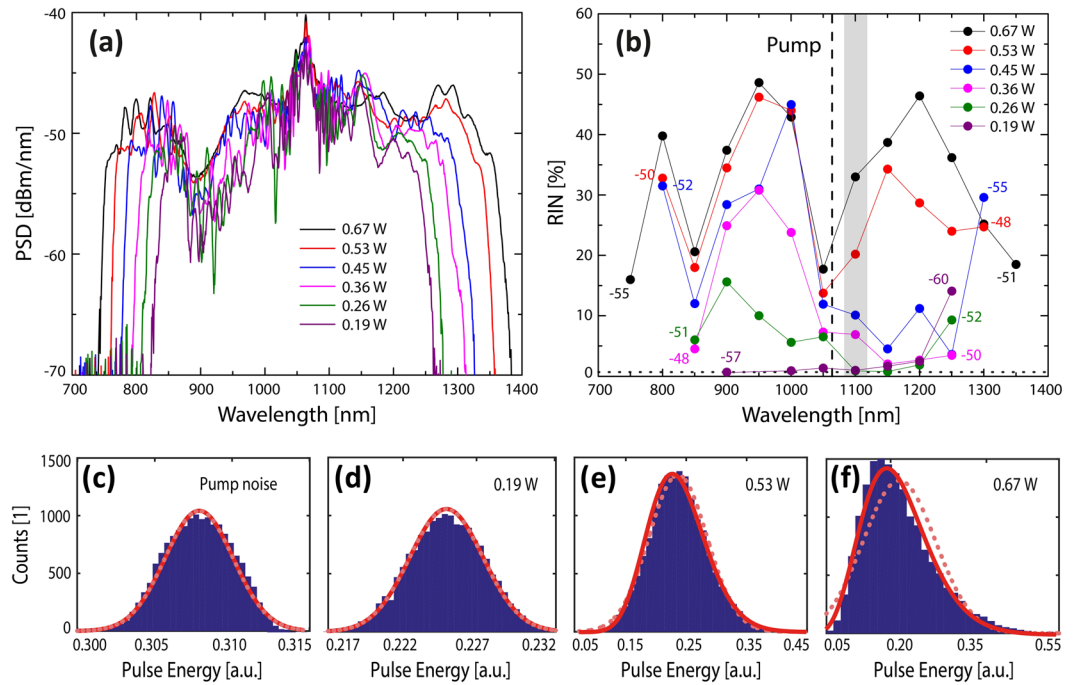 (a)
PSD [dBm/nm]
-40
-50
-60
-70
0.67 W
0.53 W
0.45 W
0.36 W
0.26 W
0.19 W
700 800 900 1000 1100 1200 1300 1400
Wavelength [nm]
(b)
Pump
RIN [%]
60
50
40
30
20
10
0
0.67 W
0.53 W
0.45 W
0.36 W
0.26 W
0.19 W
-50
-52
-55
-51
-48
-57
-55
-48
-51
-60
-52
-50
700 800 900 1000 1100 1200 1300 1400
Wavelength [nm]
(c)
Pump noise
Counts [1]
1500
1000
500
0
0.300 0.305 0.310 0.315
Pulse Energy [a.u.]
(d)
0.19 W
0.217 0.222 0.227 0.232
Pulse Energy [a.u.]
(e)
0.53 W
0.05 0.15 0.25 0.35 0.45
Pulse Energy [a.u.]
(f)
0.67 W
0.05 0.20 0.35 0.55
Pulse Energy [a.u.]